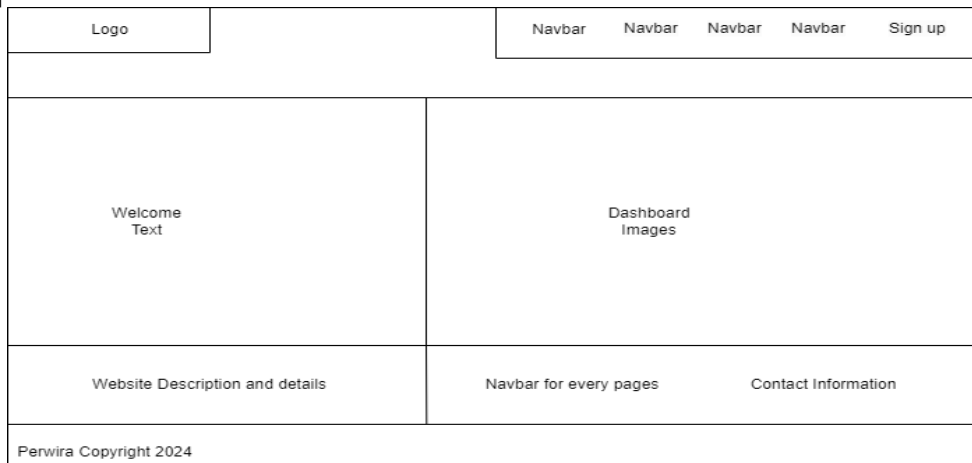 Logo
Navbar Navbar Navbar Navbar Sign up
Welcome
Text
Dashboard
Images
Website Description and details
Navbar for every pages
Contact Information
Perwira Copyright 2024